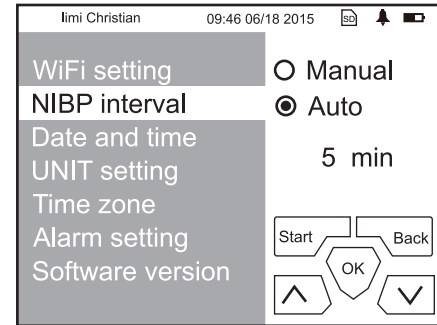 limi Christian 09:46 06/18 2015 SD
WiFi setting
NIBP interval
Date and time
UNIT setting
Time zone
Alarm setting
Software version
Manual
Auto
5 min
Start
Back
OK